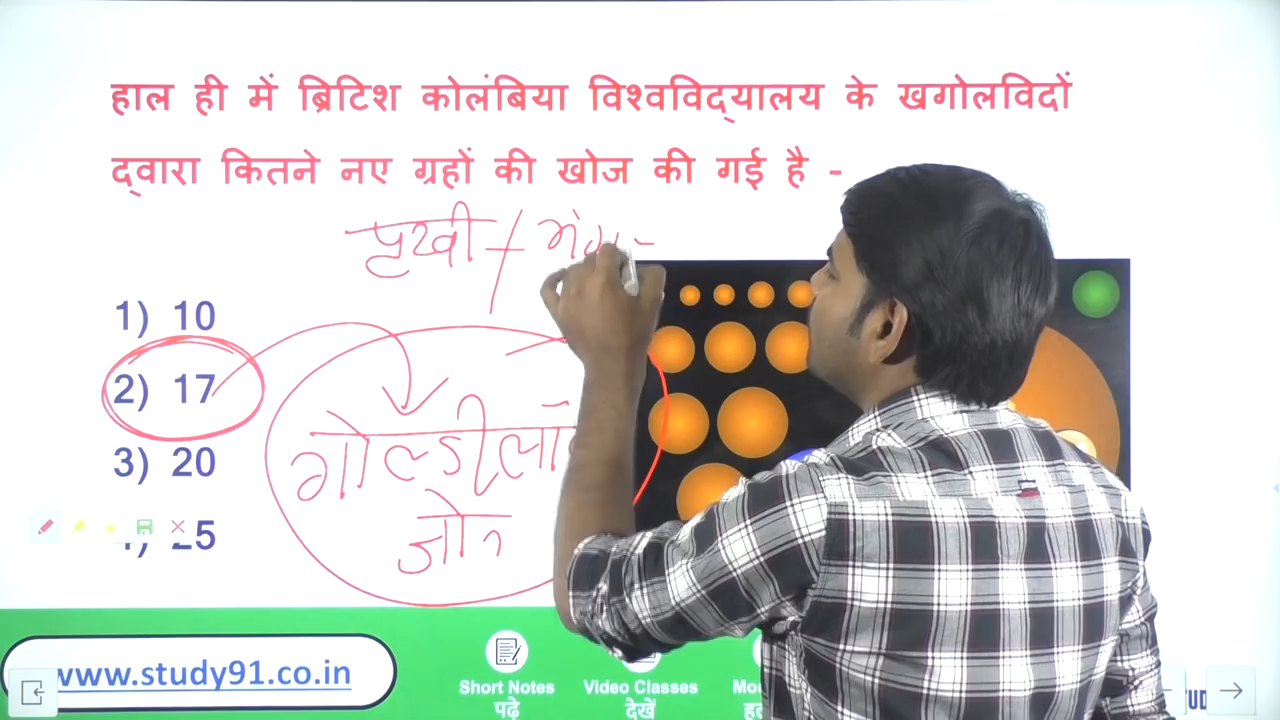 हाल ही में ब्रिटिश कोलंबिया विश्वविद्यालय के खगोलविदों
द्वारा कितने नए ग्रहों की खोज की गई है -
पृथ्वी
1) 10
2) 17
3) 20
25
गोल्डीलॉ
जोन
www.study91.co.in
Short Notes
पढ़े
Video Classes
देखें